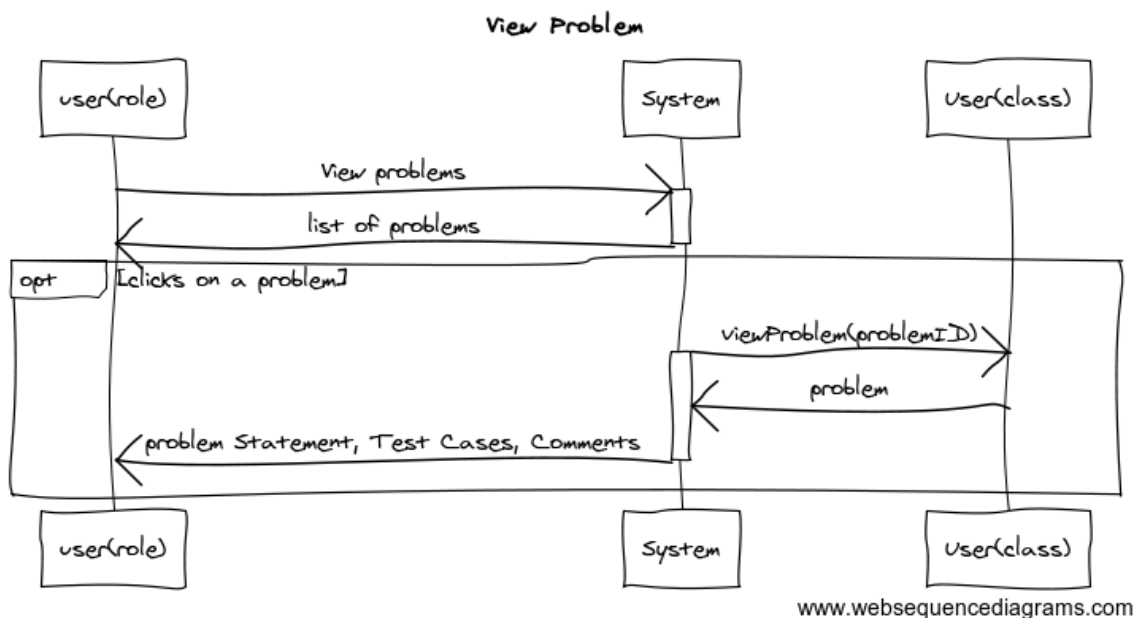 View Problem
user(role)
System
User(class)
View problems
list of problems
opt
[clicks on a problem]
viewProblem(problemID)
problem
problem Statement, Test Cases, Comments
user(role)
System
User(class)
www.websequencediagrams.com